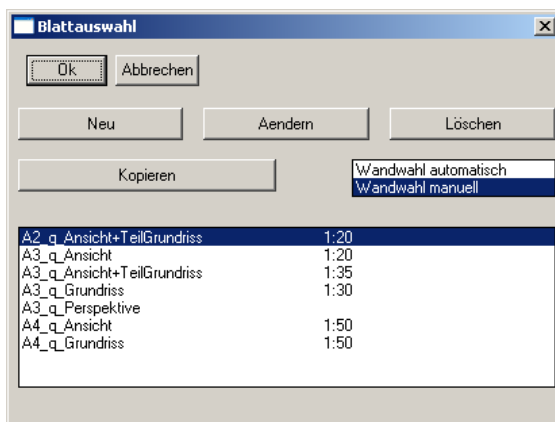 Blattauswahl
Ok Abbrechen
Neu Aendern Löschen
Kopieren
Wandwahl automatisch
Wandwahl manuell
A2_q_Ansicht+TeilGrundriss 1:20
A3_q_Ansicht 1:20
A3_q_Ansicht+TeilGrundriss 1:35
A3_q_Grundriss 1:30
A3_q_Perspektive
A4_q_Ansicht 1:50
A4_q_Grundriss 1:50